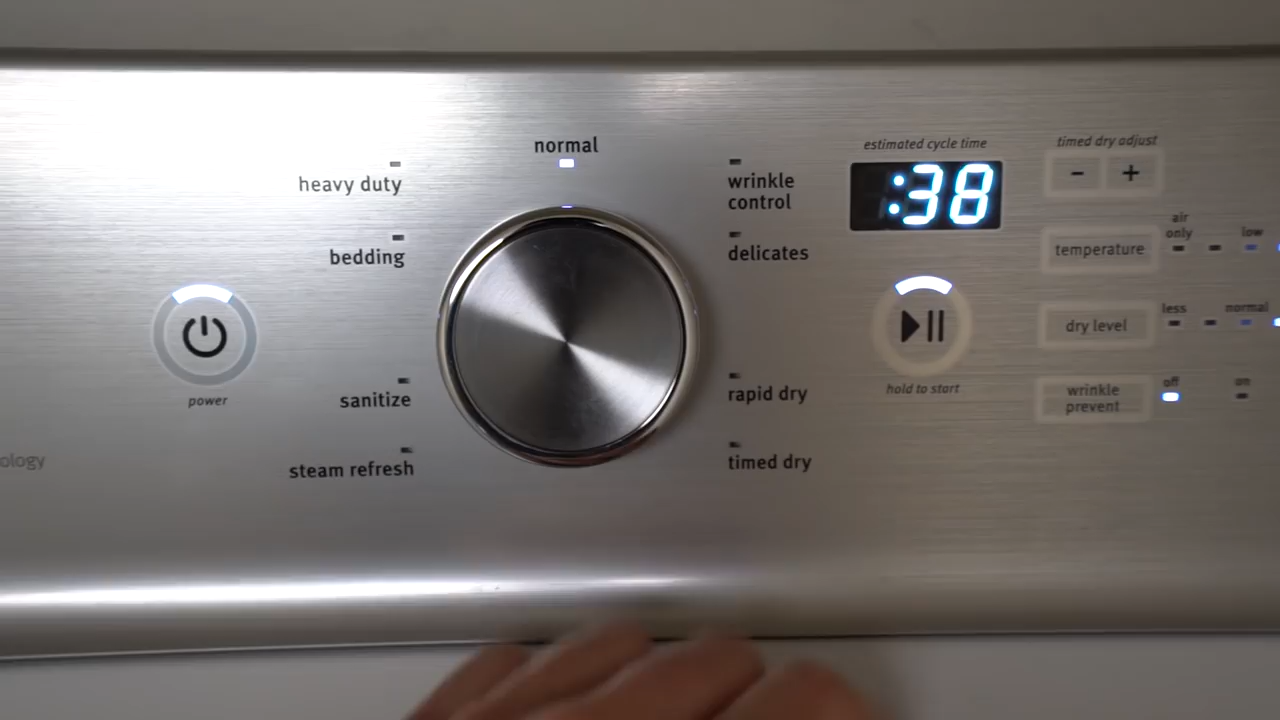 normal
heavy duty
bedding
sanitize
steam refresh
power
ology
wrinkle
control
delicates
rapid dry
timed dry
estimated cycle time
:38
hold to start
timed dry adjust
- +
temperature
air
only
low
dry level
less
normal
wrinkle
prevent
off
on